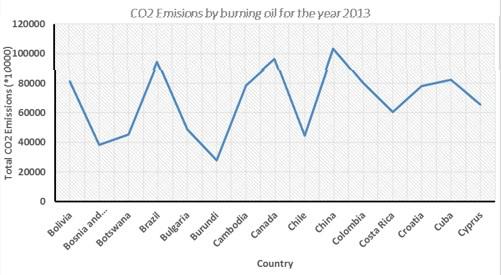 CO2 Emisions by burning oil for the year 2013
Total CO2 Emissions (*10000)
120000
100000
80000
60000
40000
20000
0
Bolivia
Bosnia and...
Botswana
Brazil
Bulgaria
Burundi
Cambodia
Canada
Chile
China
Colombia
Costa Rica
Croatia
Cuba
Cyprus
Country